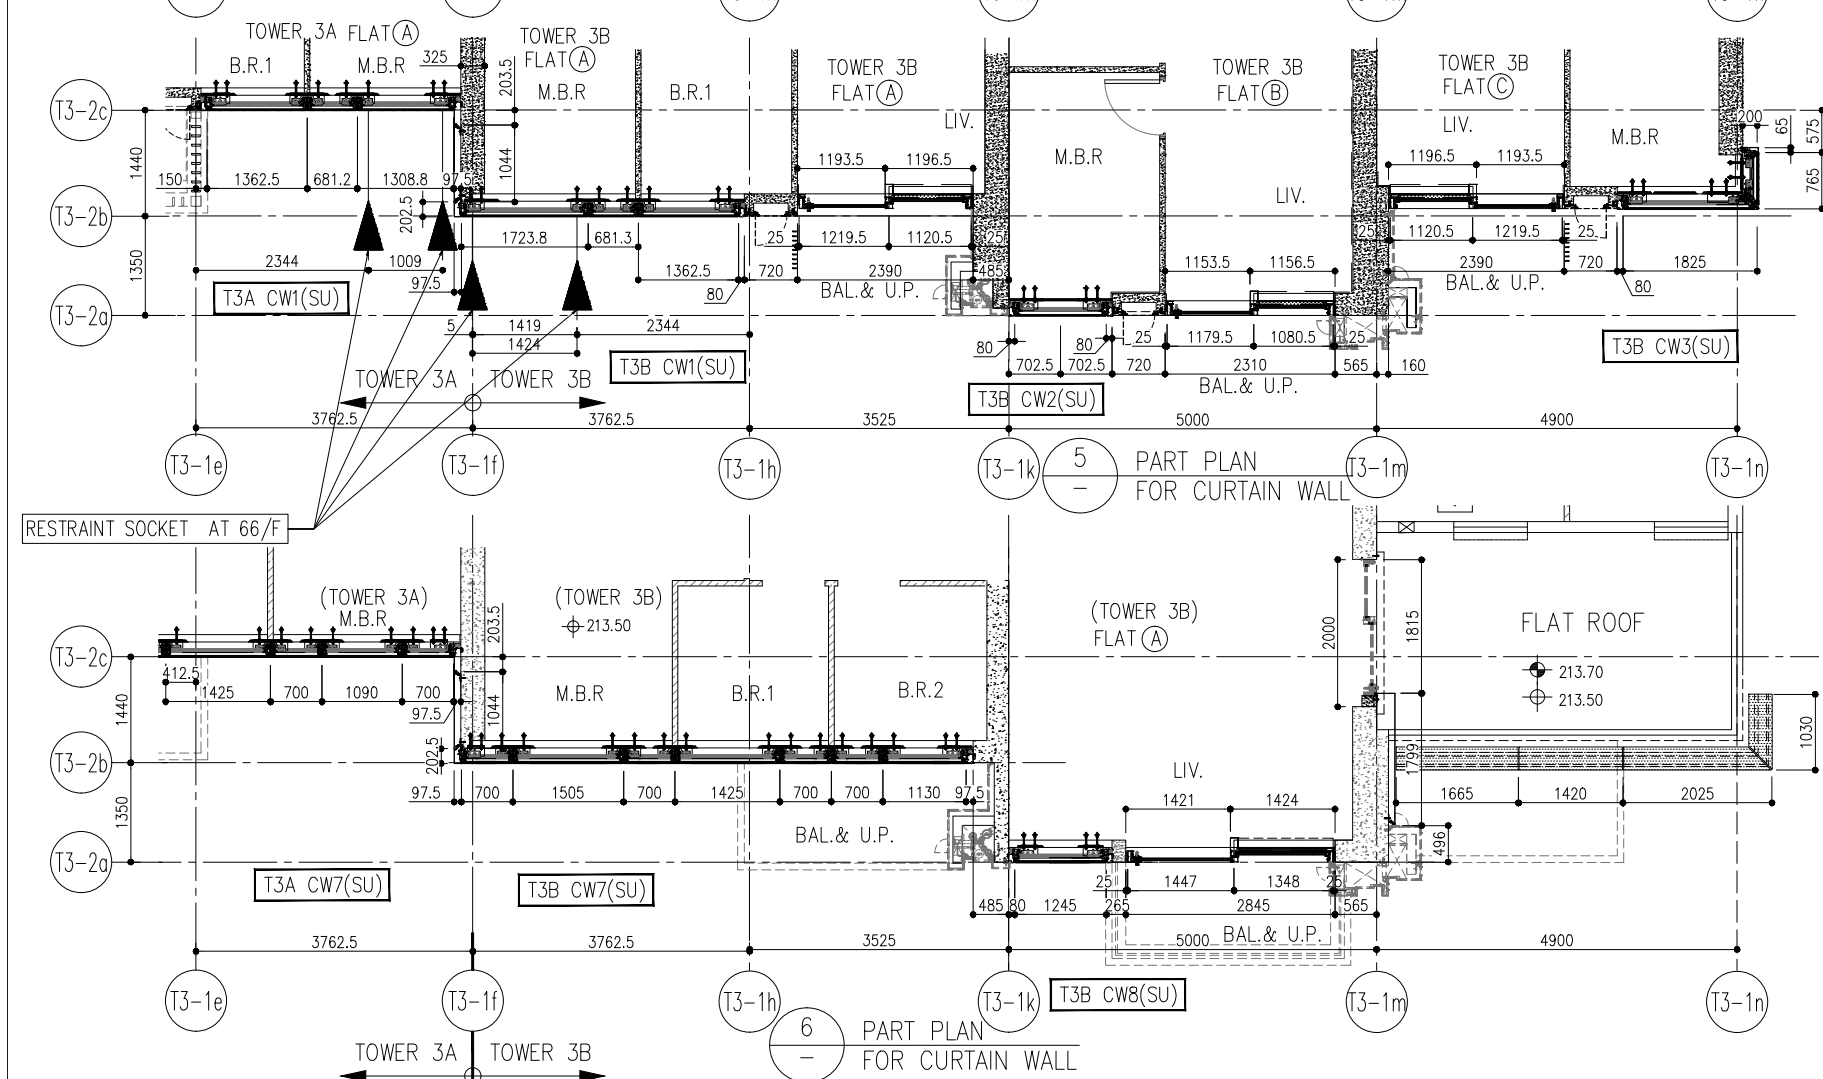 TOWER 3A FLAT A
TOWER 3B
FLAT A
B.R.1
M.B.R
325
203.5
M.B.R
B.R.1
TOWER 3B
FLAT A
LIV.
TOWER 3B
FLAT B
TOWER 3B
FLAT C
LIV.
M.B.R
200
65
575
765
T3-2c
1440
150
1362.5
681.2
1308.8
97.5
1044
1193.5
1196.5
M.B.R
LIV.
1196.5
1193.5
T3-2b
202.5
1350
1723.8
681.3
25
1219.5
1120.5
25
25
1120.5
1219.5
25
2344
1009
97.5
1362.5
720
2390
485
80
BAL.& U.P.
1153.5
1156.5
2390
720
1825
80
BAL.& U.P.
T3A CW1(SU)
T3-2a
5
1419
2344
1424
80
80
25
1179.5
1080.5
25
T3B CW1(SU)
702.5
702.5
720
2310
565
160
BAL.& U.P.
T3B CW3(SU)
T3B CW2(SU)
TOWER 3A
TOWER 3B
3762.5
3762.5
3525
5000
4900
T3-1e
T3-1f
T3-1h
T3-1k
T3-1m
T3-1n
5
-
PART PLAN
FOR CURTAIN WALL
RESTRAINT SOCKET AT 66/F
(TOWER 3A)
M.B.R
(TOWER 3B)
213.50
203.5
(TOWER 3B)
FLAT A
2000
1815
FLAT ROOF
213.70
213.50
T3-2c
412.5
1425
700
1090
700
97.5
1440
1044
M.B.R
B.R.1
B.R.2
202.5
T3-2b
1350
97.5
700
1505
700
1425
700
700
1130
97.5
LIV.
1799
1030
1665
1420
2025
1421
1424
BAL.& U.P.
496
T3-2a
T3A CW7(SU)
T3B CW7(SU)
25
1447
1348
25
485
80
1245
265
2845
565
BAL.& U.P.
3762.5
3762.5
3525
5000
4900
T3-1e
T3-1f
T3-1h
T3-1k
T3B CW8(SU)
T3-1m
T3-1n
6
-
PART PLAN
FOR CURTAIN WALL
TOWER 3A
TOWER 3B